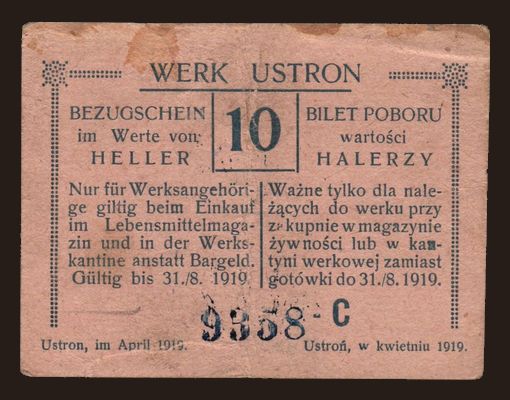 WERK USTRON
BEZUGSCHEIN
im Werte von:
HELLER
10
BILET POBORU
wartości
HALERZY
Nur für Werksangehöri-
ge giltig beim Einkauf
im Lebensmittelmaga-
zin und in der Werks-
kantine anstatt Bargeld.
Gültig bis 31./8. 1919.
Ważne tylko dla nale-
żących do werku przy
zakupnie w magazynie
żywności lub w kan-
tyni werkowej zamiast
gotówki do 31./8. 1919.
9358 - C
Ustron, im April 1919.
Ustroń, w kwietniu 1919.